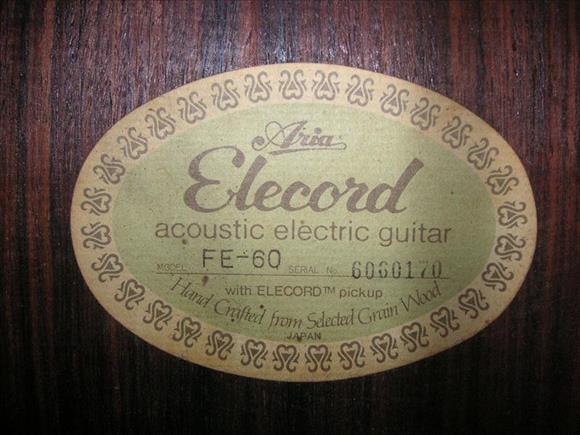 Aria
Elecord
acoustic electric guitar
MODEL FE-60 SERIAL No. 6060170
with ELECORD™ pickup
Hand Crafted from Selected Grain Wood
JAPAN